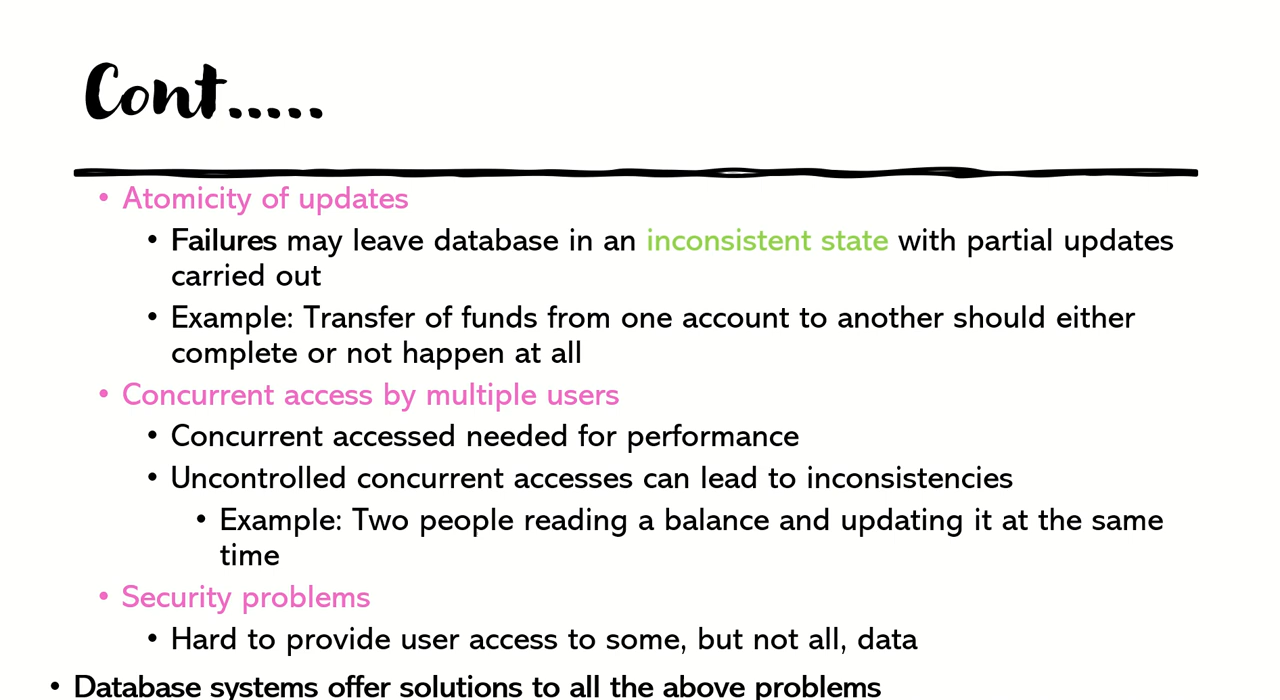 Cont.....
• Atomicity of updates
• Failures may leave database in an inconsistent state with partial updates
carried out
• Example: Transfer of funds from one account to another should either
complete or not happen at all
• Concurrent access by multiple users
• Concurrent accessed needed for performance
• Uncontrolled concurrent accesses can lead to inconsistencies
• Example: Two people reading a balance and updating it at the same
time
• Security problems
• Hard to provide user access to some, but not all, data
• Database systems offer solutions to all the above problems